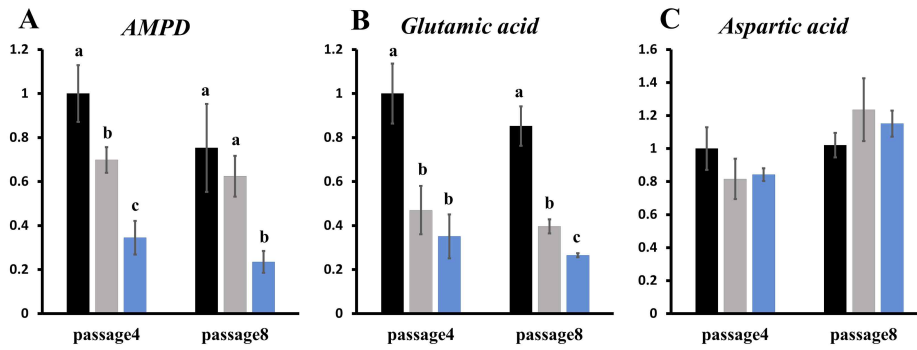 A
AMPD
1.2
1
0.8
0.6
0.4
0.2
0
a
b
c
a
a
b
passage4
passage8
B
Glutamic acid
1.2
1
0.8
0.6
0.4
0.2
0
a
b
b
a
b
c
passage4
passage8
C
Aspartic acid
1.6
1.4
1.2
1
0.8
0.6
0.4
0.2
0
passage4
passage8